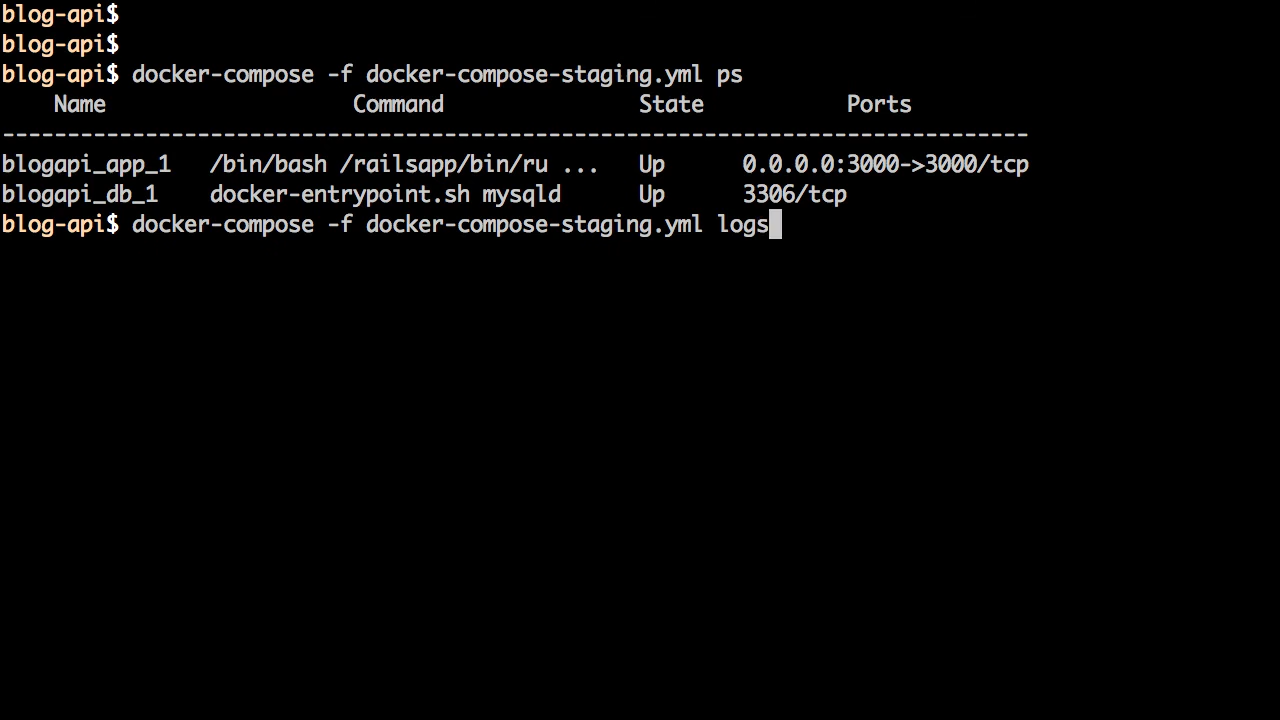 blog-api$
blog-api$
blog-api$ docker-compose -f docker-compose-staging.yml ps
    Name                   Command               State           Ports
-------------------------------------------------------------------------------
blogapi_app_1   /bin/bash /railsapp/bin/ru ...   Up      0.0.0.0:3000->3000/tcp
blogapi_db_1    docker-entrypoint.sh mysqld      Up      3306/tcp
blog-api$ docker-compose -f docker-compose-staging.yml logs